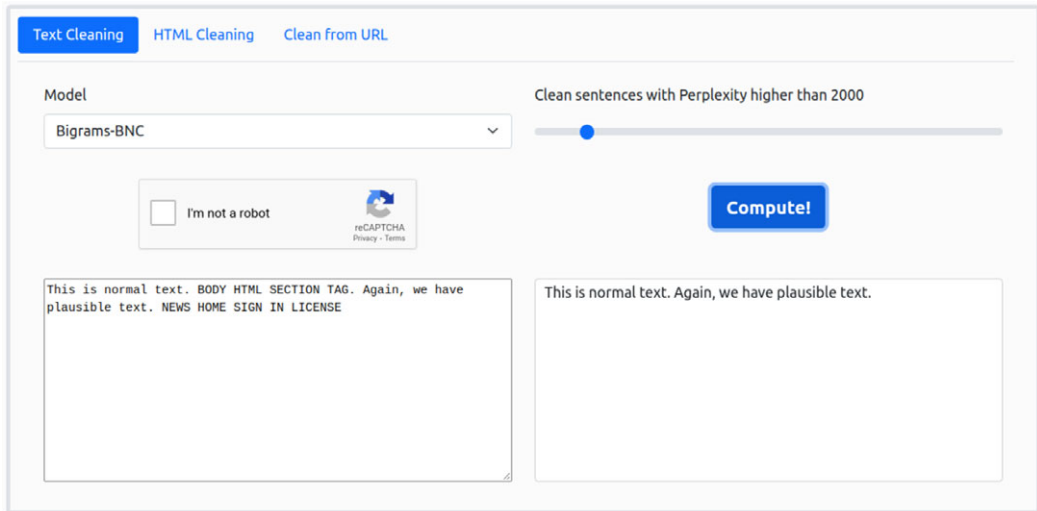 Text Cleaning
HTML Cleaning
Clean from URL
Model
Clean sentences with Perplexity higher than 2000
Bigrams-BNC
I'm not a robot
reCAPTCHA
Privacy - Terms
Compute!
This is normal text. BODY HTML SECTION TAG. Again, we have
plausible text. NEWS HOME SIGN IN LICENSE
This is normal text. Again, we have plausible text.